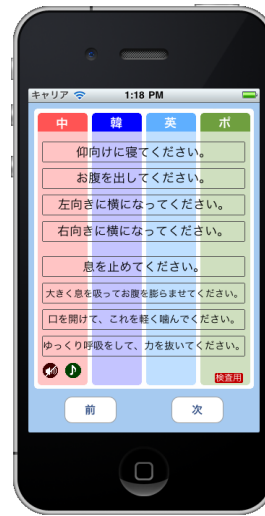 キャリア 1:18 PM
中 韓 英 ポ
仰向けに寝てください。
お腹を出してください。
左向きに横になってください。
右向きに横になってください。
息を止めてください。
大きく息を吸ってお腹を膨らませてください。
口を開けて、これを軽く噛んでください。
ゆっくり呼吸をして、力を抜いてください。
検査用
前 次